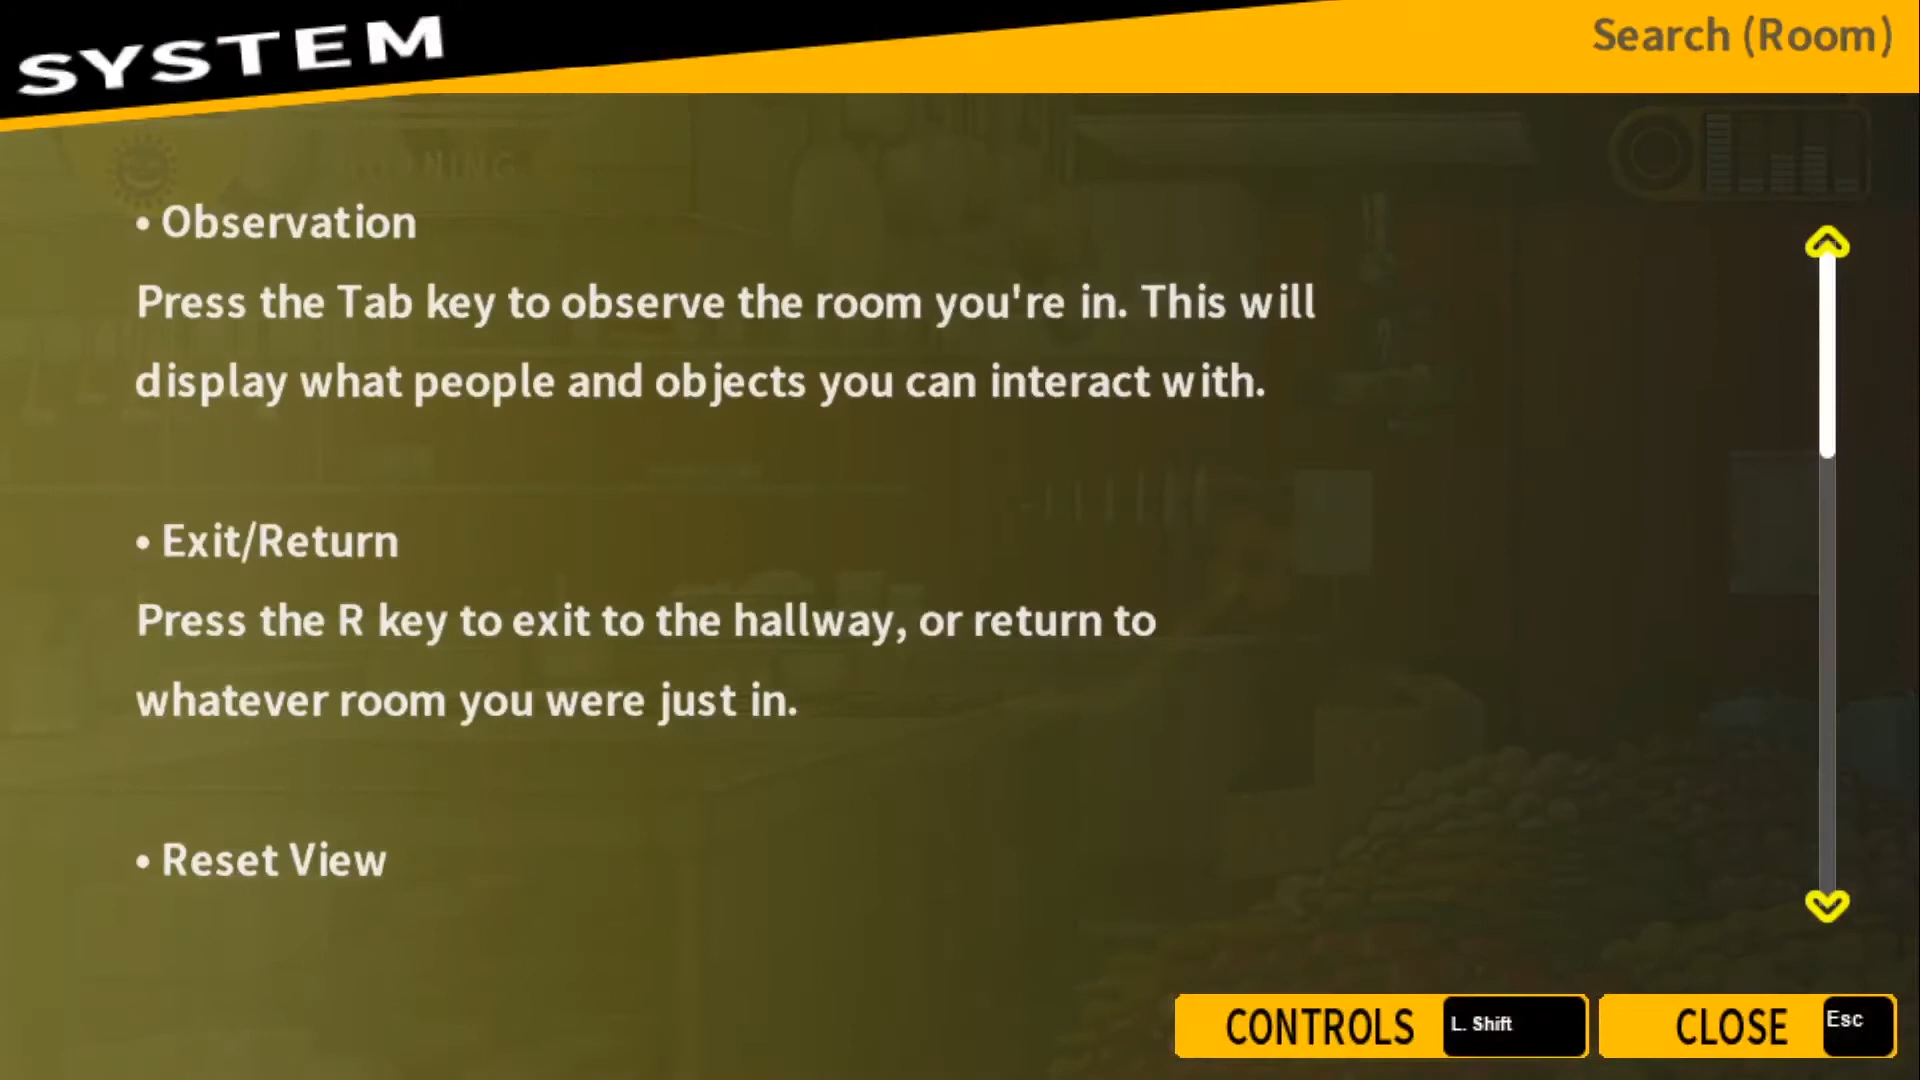 SYSTEM
Search (Room)
• Observation
Press the Tab key to observe the room you're in. This will
display what people and objects you can interact with.
• Exit/Return
Press the R key to exit to the hallway, or return to
whatever room you were just in.
• Reset View
CONTROLS L. Shift CLOSE Esc